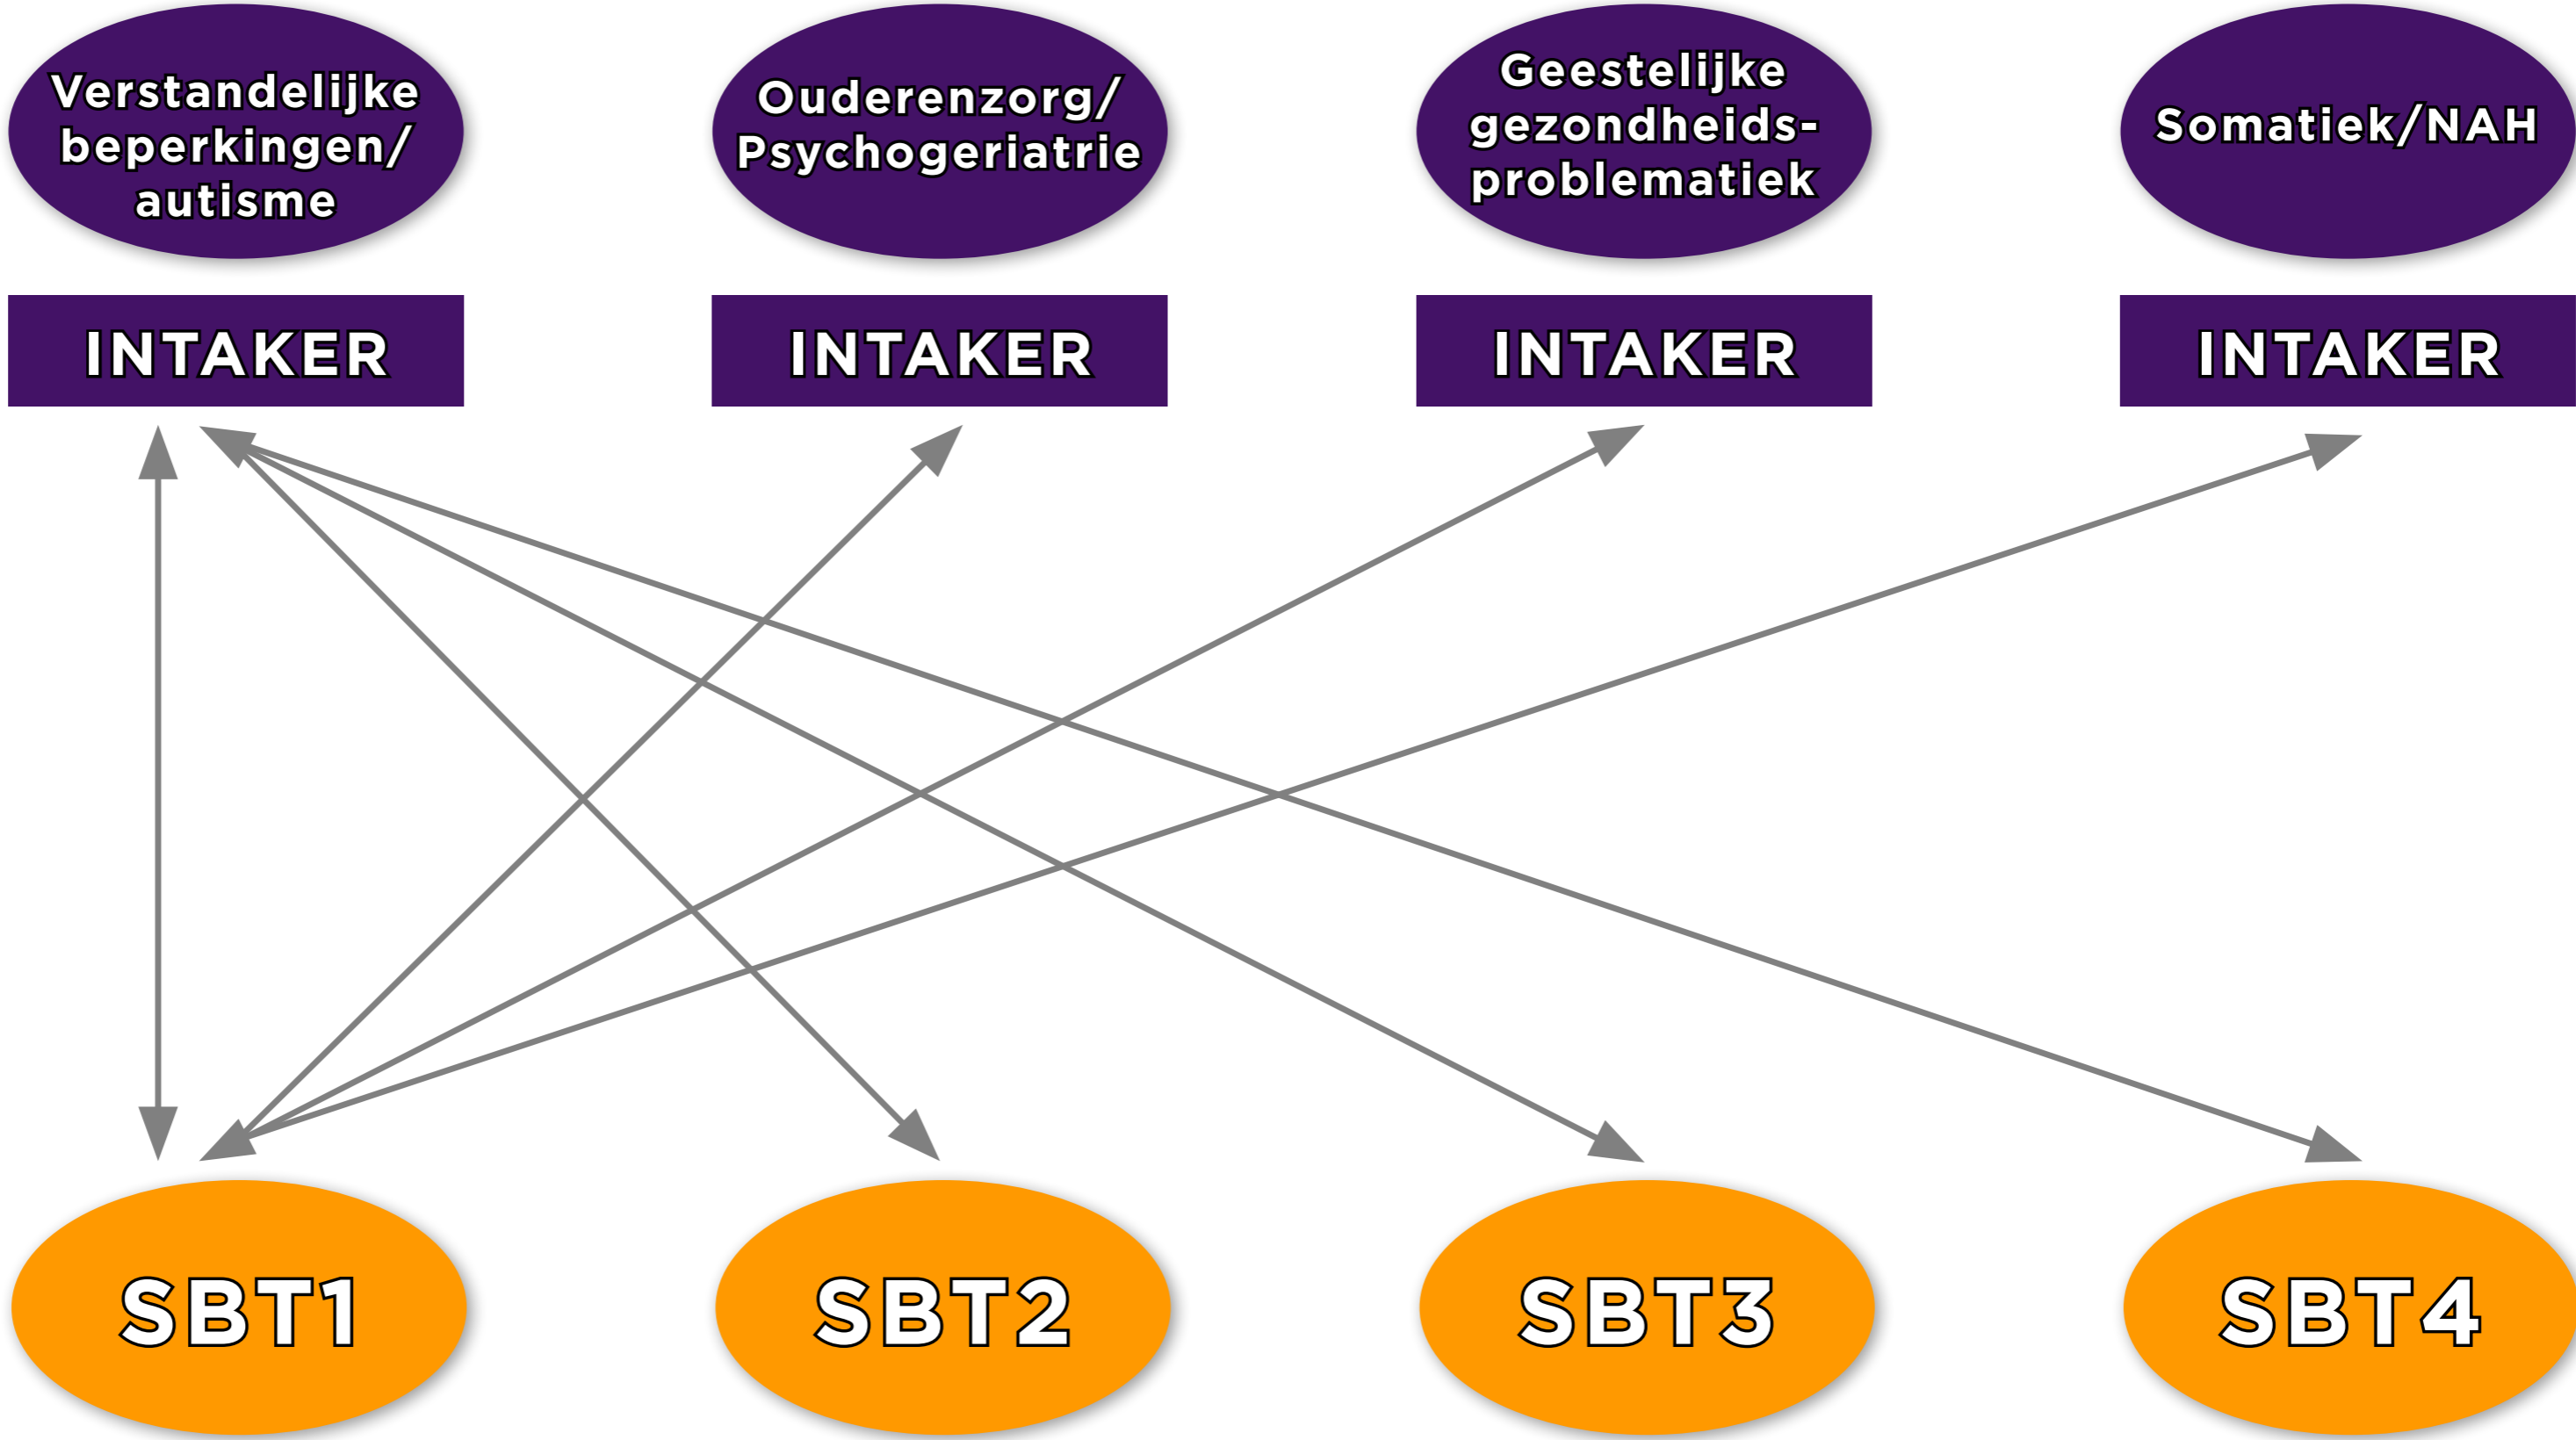 Verstandelijke
beperkingen/
autisme
Ouderenzorg/
Psychogeriatrie
Geestelijke
gezondheids-
problematiek
Somatiek/NAH
INTAKER
INTAKER
INTAKER
INTAKER
SBT1
SBT2
SBT3
SBT4